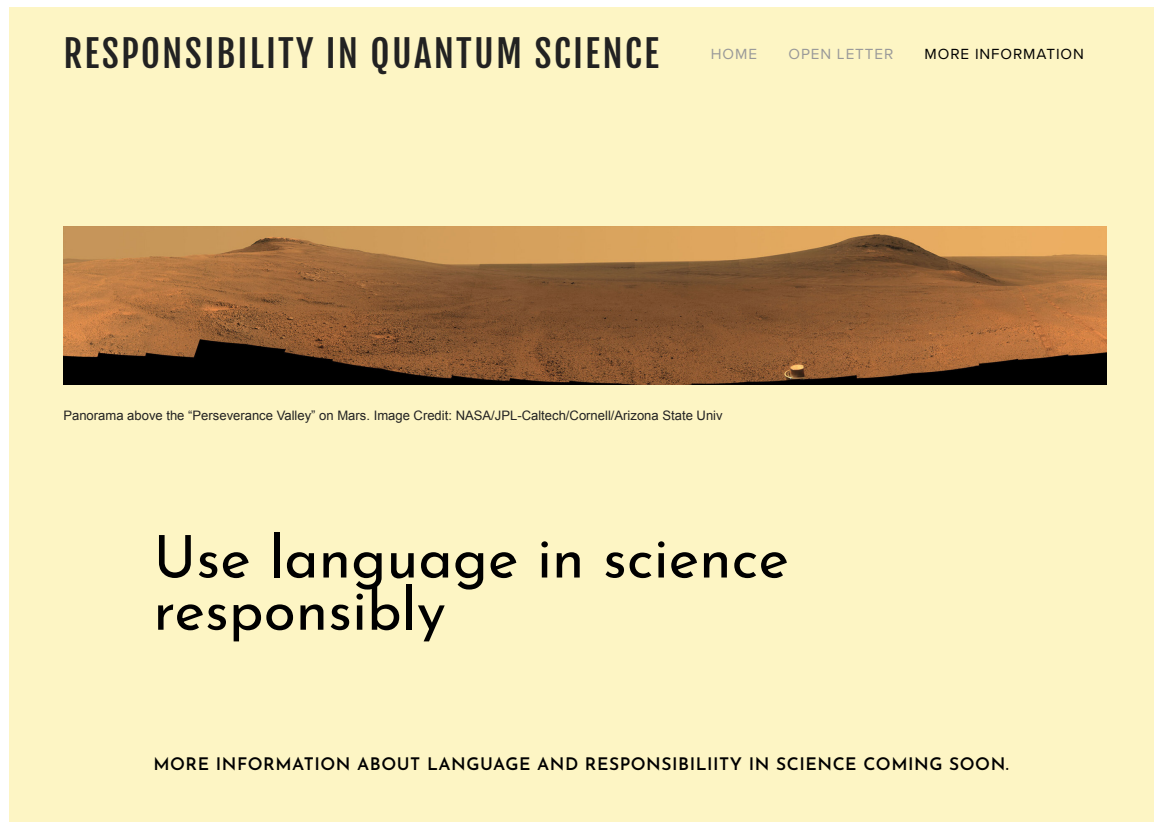 RESPONSIBILITY IN QUANTUM SCIENCE
HOME OPEN LETTER MORE INFORMATION
Panorama above the “Perseverance Valley” on Mars. Image Credit: NASA/JPL-Caltech/Cornell/Arizona State Univ
Use language in science
responsibly
MORE INFORMATION ABOUT LANGUAGE AND RESPONSIBILIITY IN SCIENCE COMING SOON.